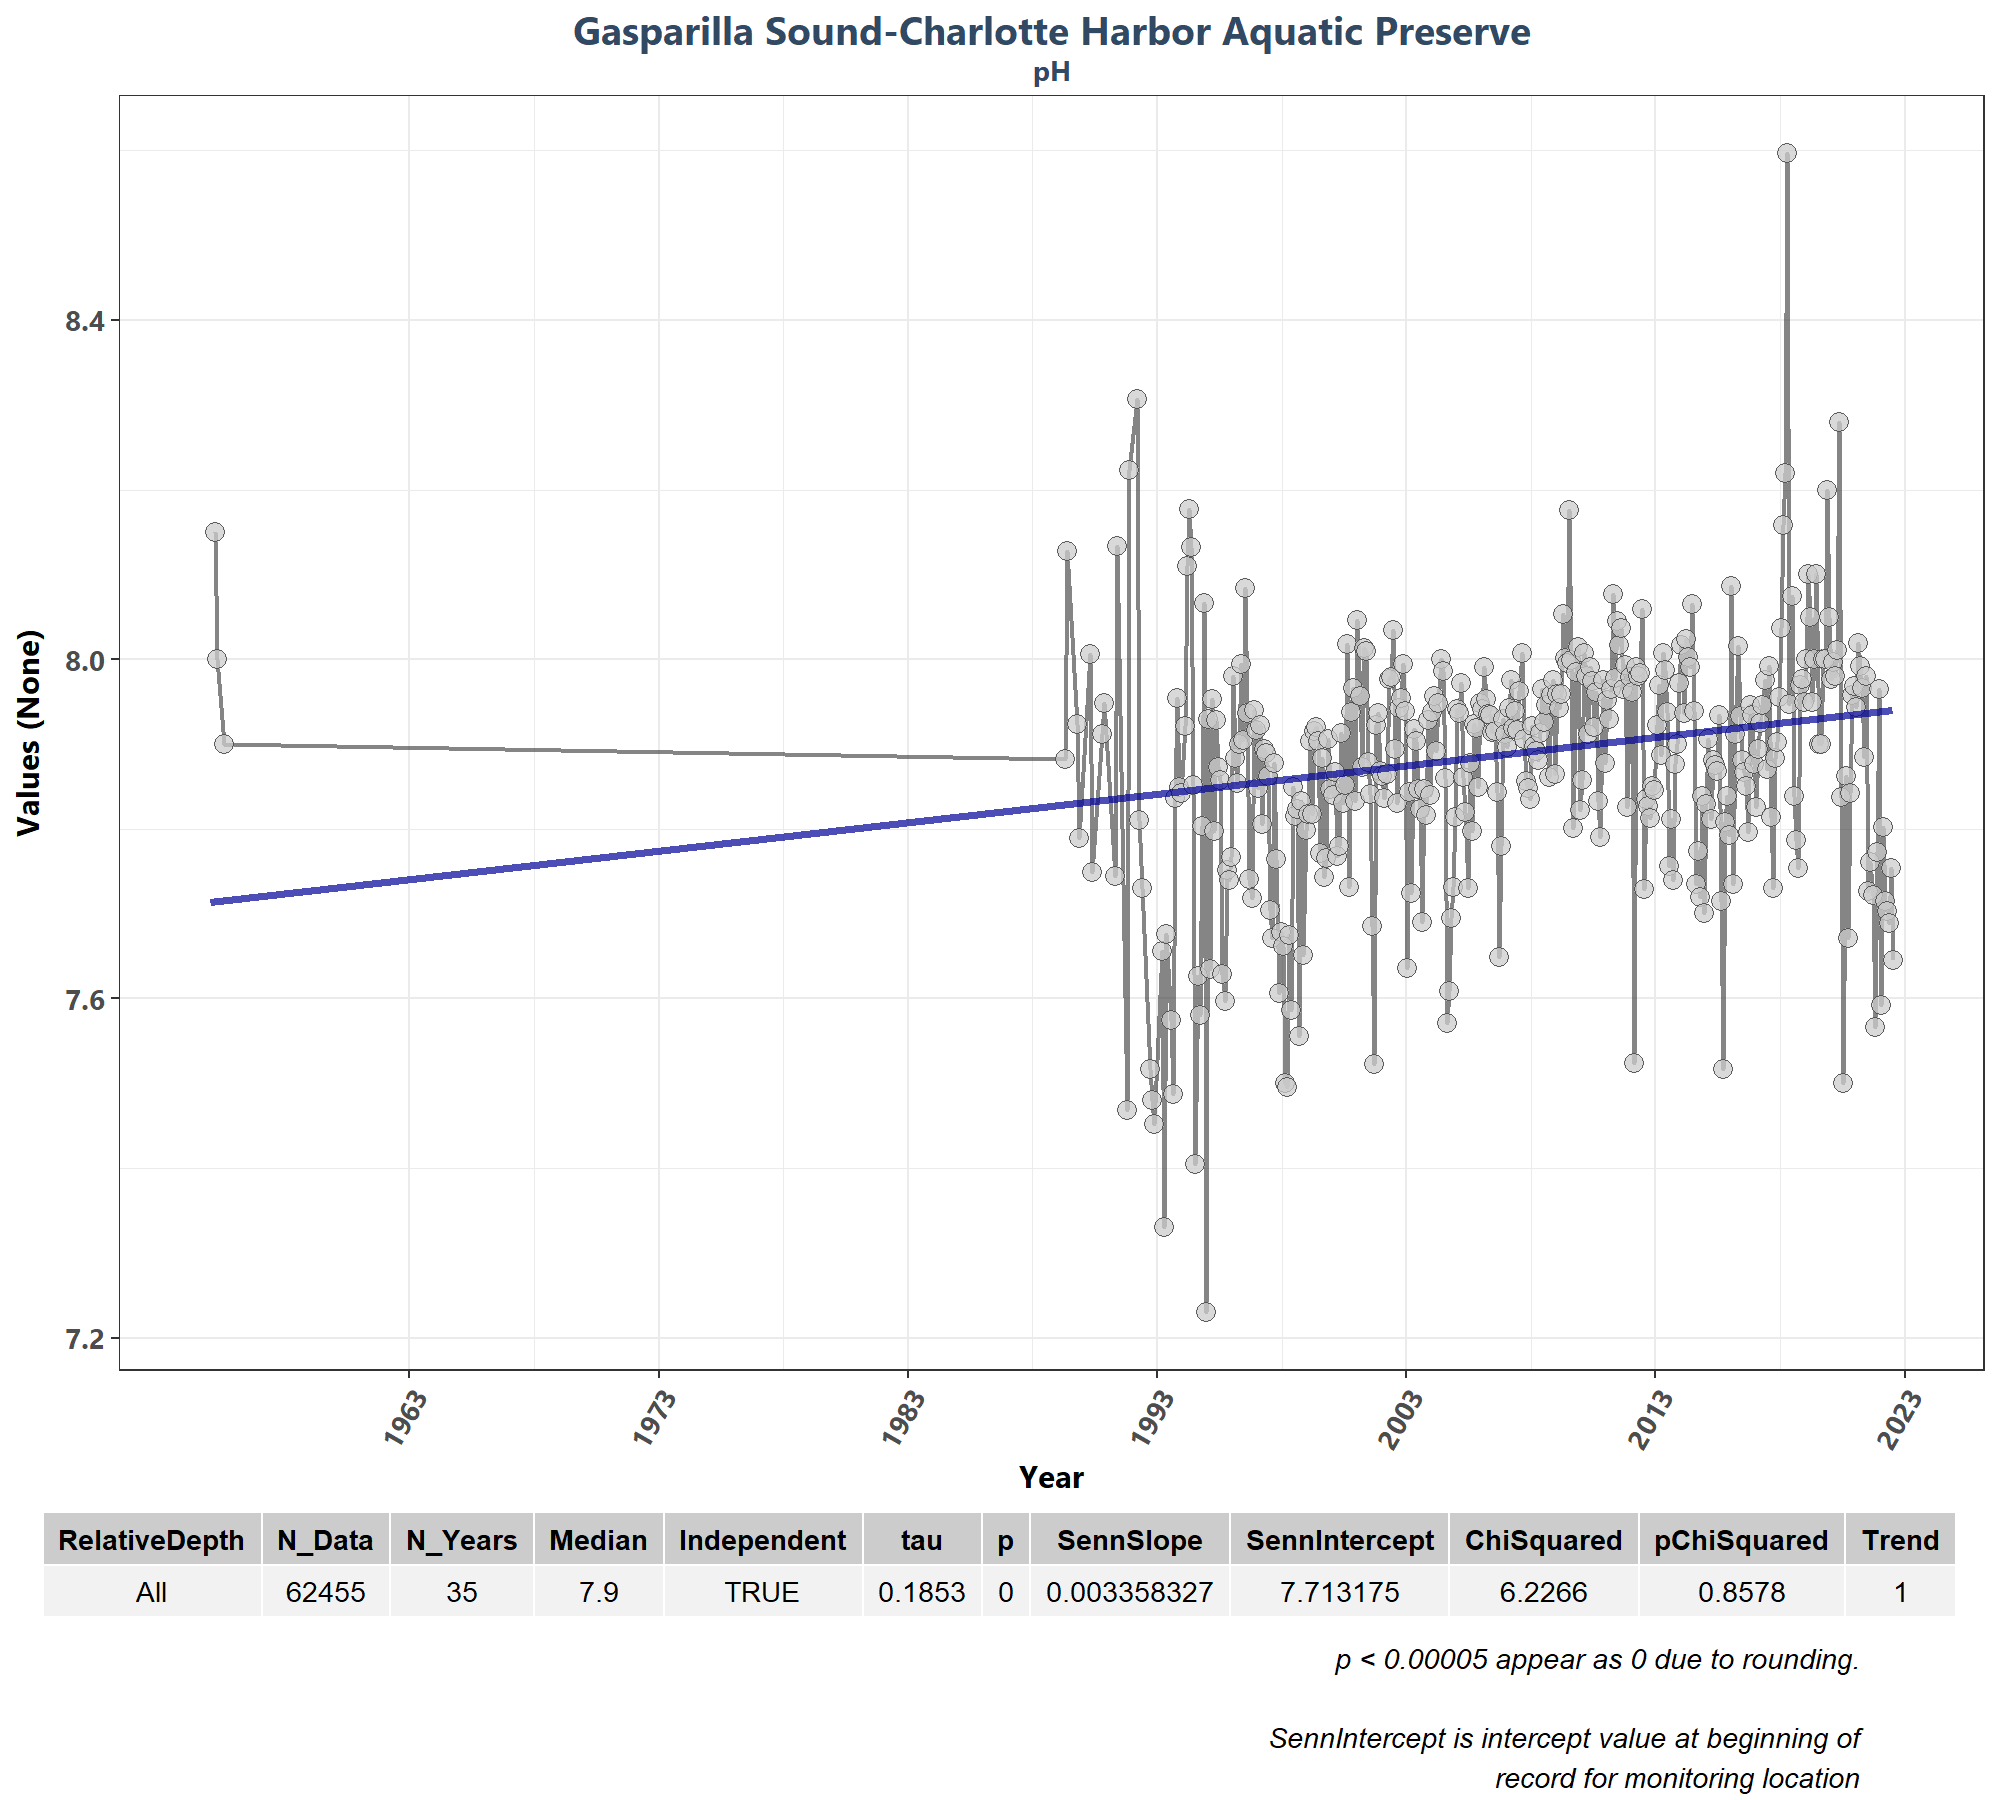 Gasparilla Sound-Charlotte Harbor Aquatic Preserve
pH
Values (None)
8.4
8.0
7.6
7.2
1963 1973 1983 1993 2003 2013 2023
Year
RelativeDepth N_Data N_Years Median Independent tau p SennSlope SennIntercept ChiSquared pChiSquared Trend
All 62455 35 7.9 TRUE 0.1853 0 0.003358327 7.713175 6.2266 0.8578 1
p < 0.00005 appear as 0 due to rounding.
SennIntercept is intercept value at beginning of
record for monitoring location